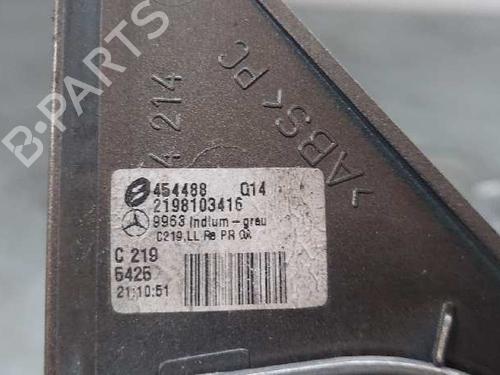 B-PARTS
4 214
>ABS<
>PC
454488 Q14
2198103416
9963 Indium-grau
C219,LL Re PR QX
C 219
5425
21:10:51